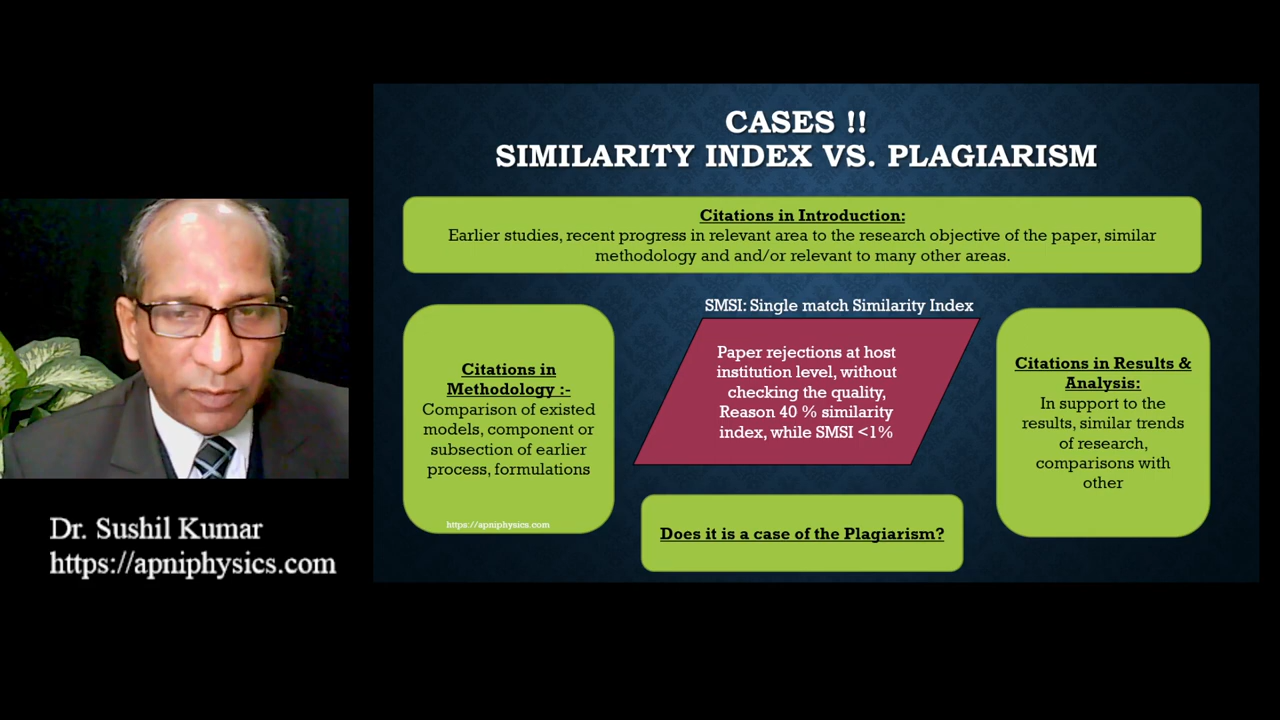 CASES !!
SIMILARITY INDEX VS. PLAGIARISM
Citations in Introduction:
Earlier studies, recent progress in relevant area to the research objective of the paper, similar
methodology and and/or relevant to many other areas.
SMSI: Single match Similarity Index
Citations in
Methodology :-
Comparison of existed
models, component or
subsection of earlier
process, formulations
https://apniphysics.com
Paper rejections at host
institution level, without
checking the quality,
Reason 40 % similarity
index, while SMSI <1%
Citations in Results &
Analysis:
In support to the
results, similar trends
of research,
comparisons with
other
Does it is a case of the Plagiarism?
Dr. Sushil Kumar
https://apniphysics.com